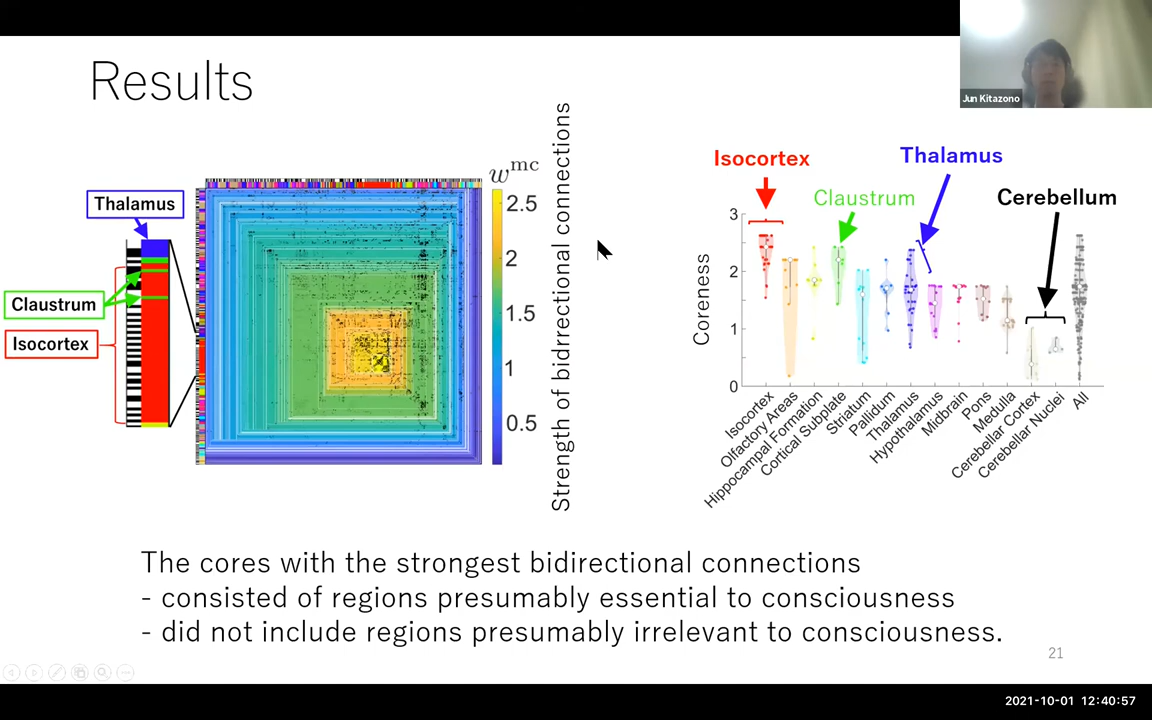 Results
Jun Kitazono
Thalamus
Claustrum
Isocortex
w^mc
2.5
2
1.5
1
0.5
Strength of bidrrectional connections
Isocortex
Claustrum
Thalamus
Cerebellum
Coreness
3
2
1
0
Isocortex
Olfactory Areas
Hippocampal Formation
Cortical Subplate
Striatum
Pallidum
Thalamus
Hypothalamus
Midbrain
Pons
Medulla
Cerebellar Cortex
Cerebellar Nuclei
All
The cores with the strongest bidirectional connections
- consisted of regions presumably essential to consciousness
- did not include regions presumably irrelevant to consciousness.
21
2021-10-01 12:40:57